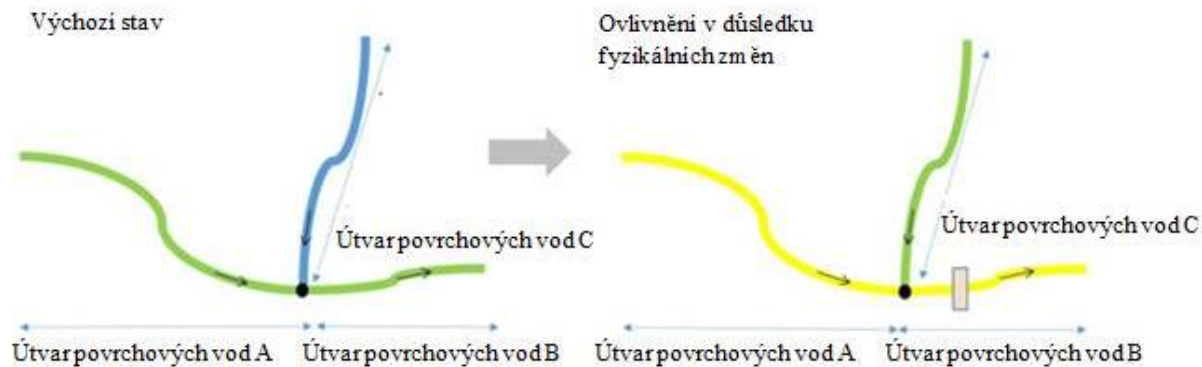 Výchozí stav
Ovlivnění v důsledku
fyzikálních změn
Útvar povrchových vod C
Útvar povrchových vod A
Útvar povrchových vod B
Útvar povrchových vod C
Útvar povrchových vod A
Útvar povrchových vod B